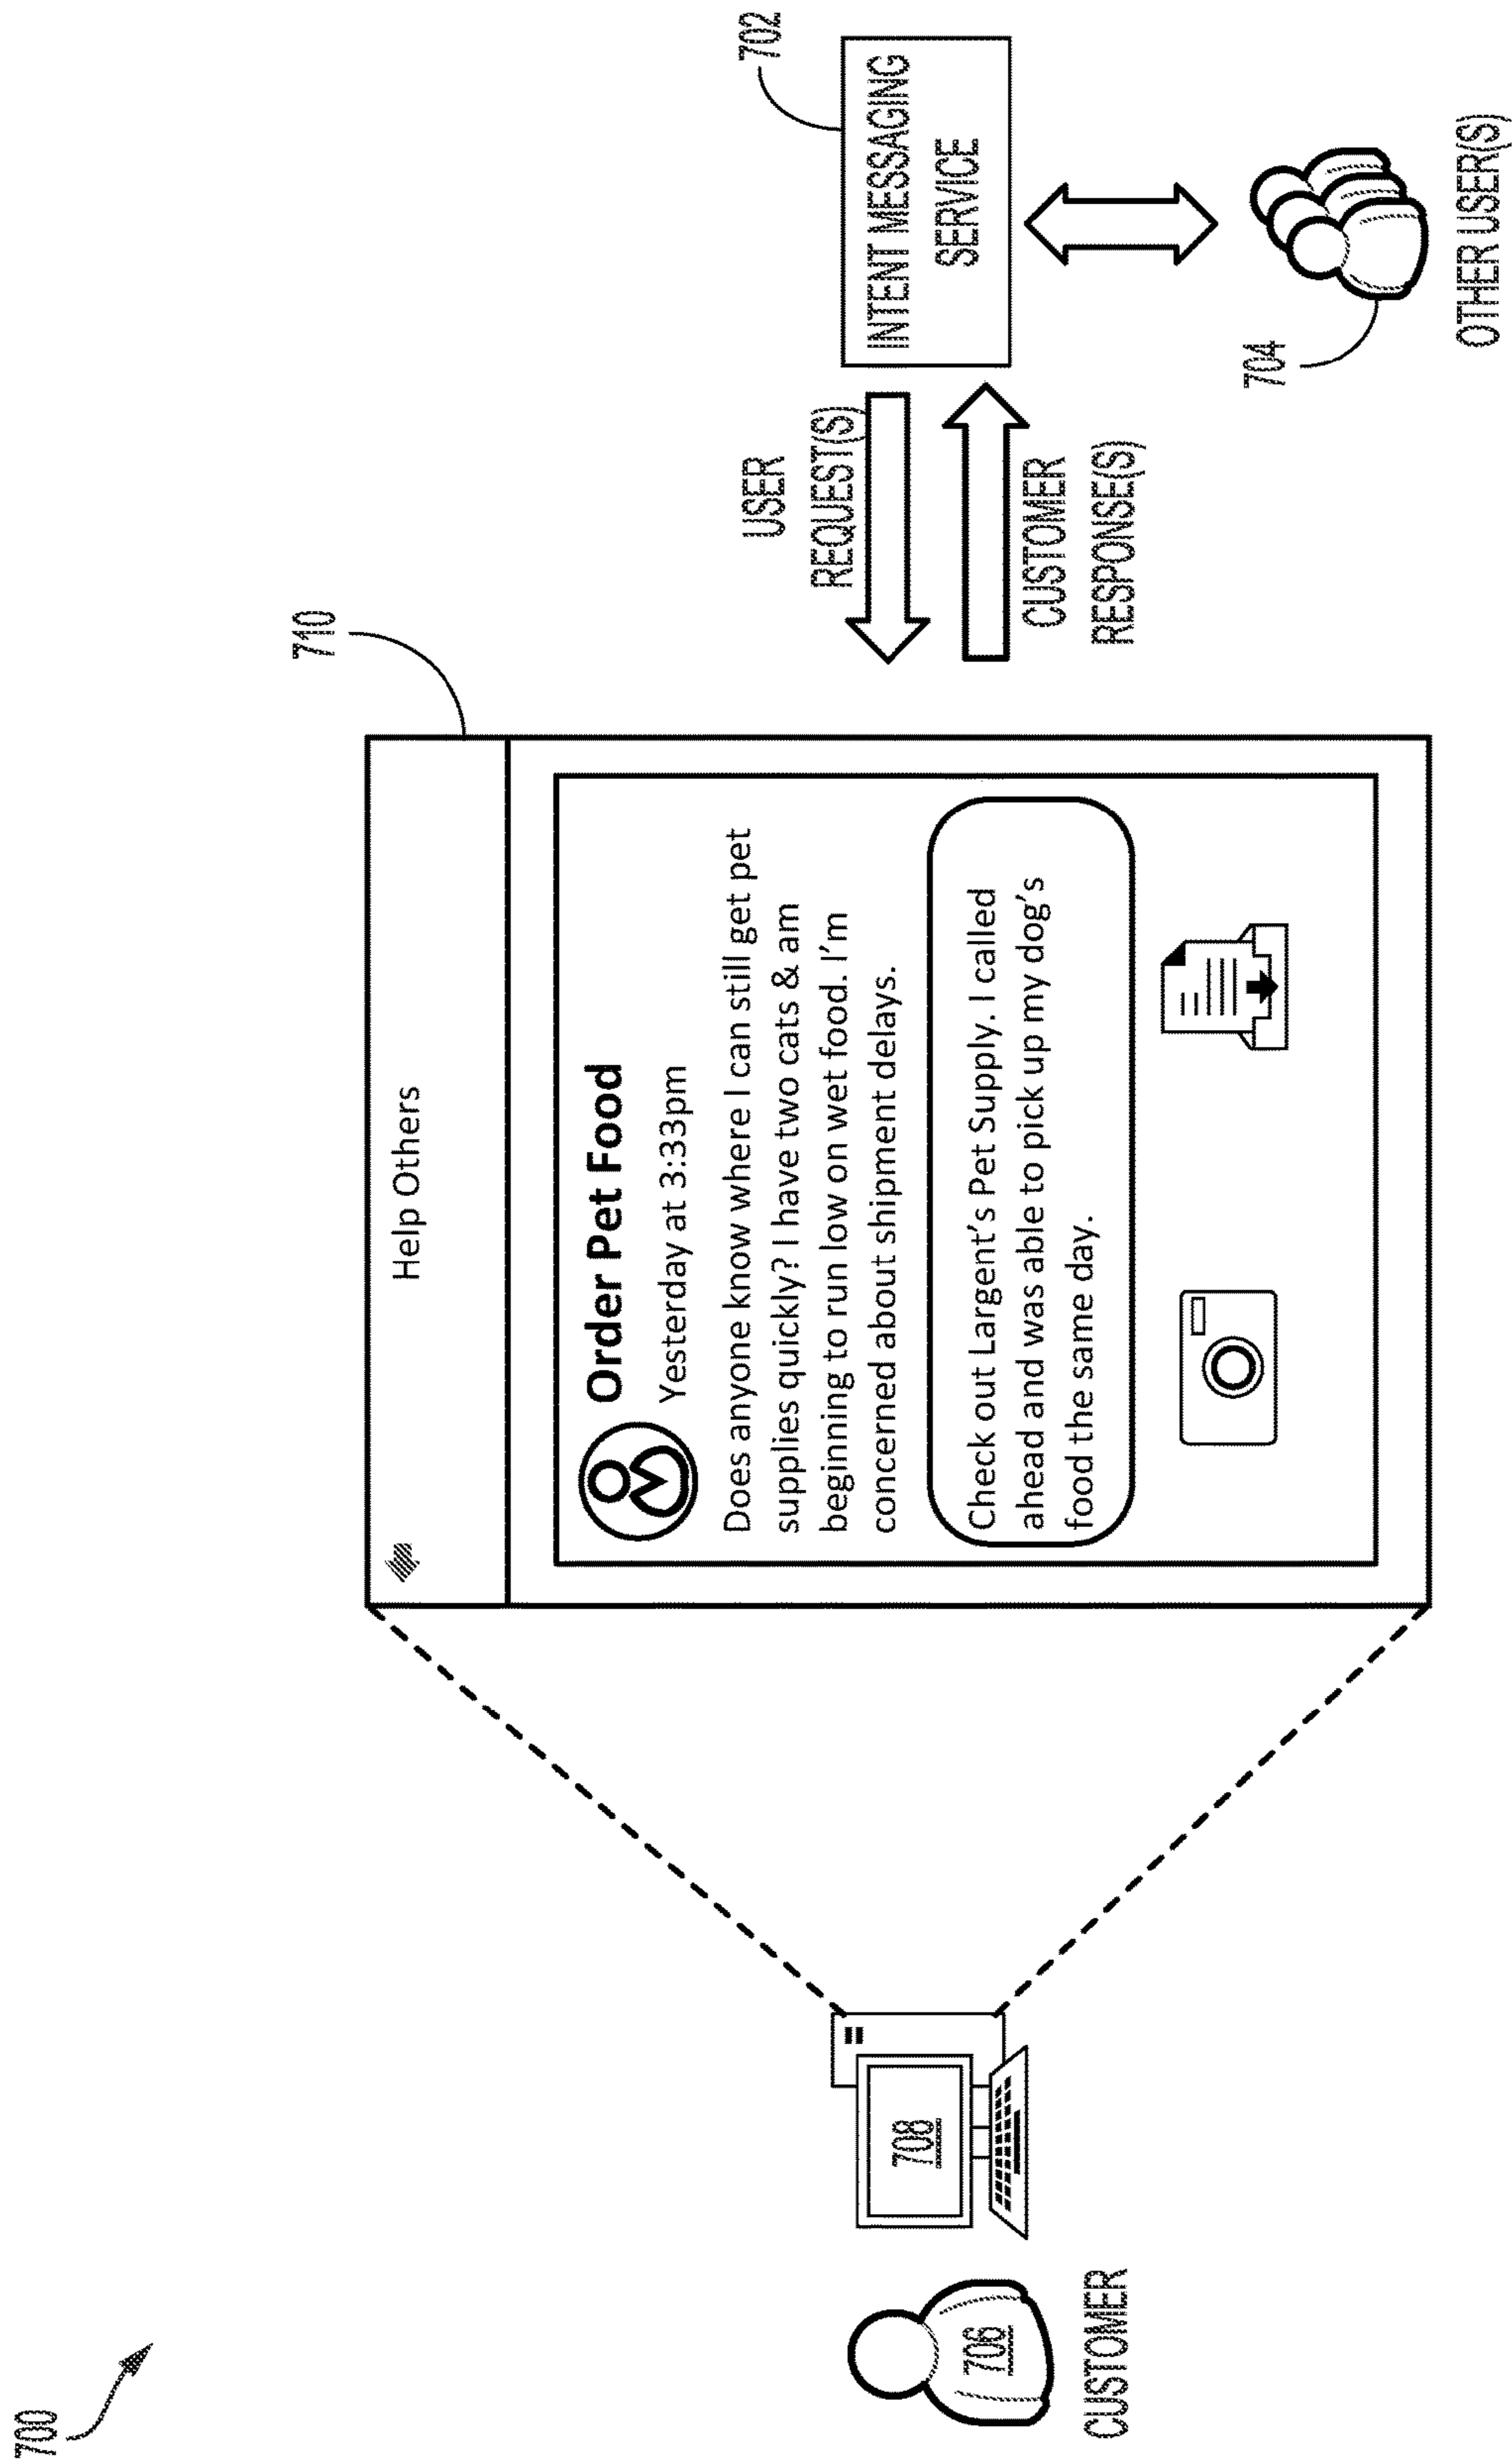 700
CUSTOMER
706
708
710
Help Others
Order Pet Food
Yesterday at 3:33pm
Does anyone know where I can still get pet
supplies quickly? I have two cats & am
beginning to run low on wet food. I'm
concerned about shipment delays.
Check out Largent's Pet Supply. I called
ahead and was able to pick up my dog's
food the same day.
USER
REQUEST(S)
CUSTOMER
RESPONSE(S)
702
INTENT MESSAGING
SERVICE
704
OTHER USER(S)